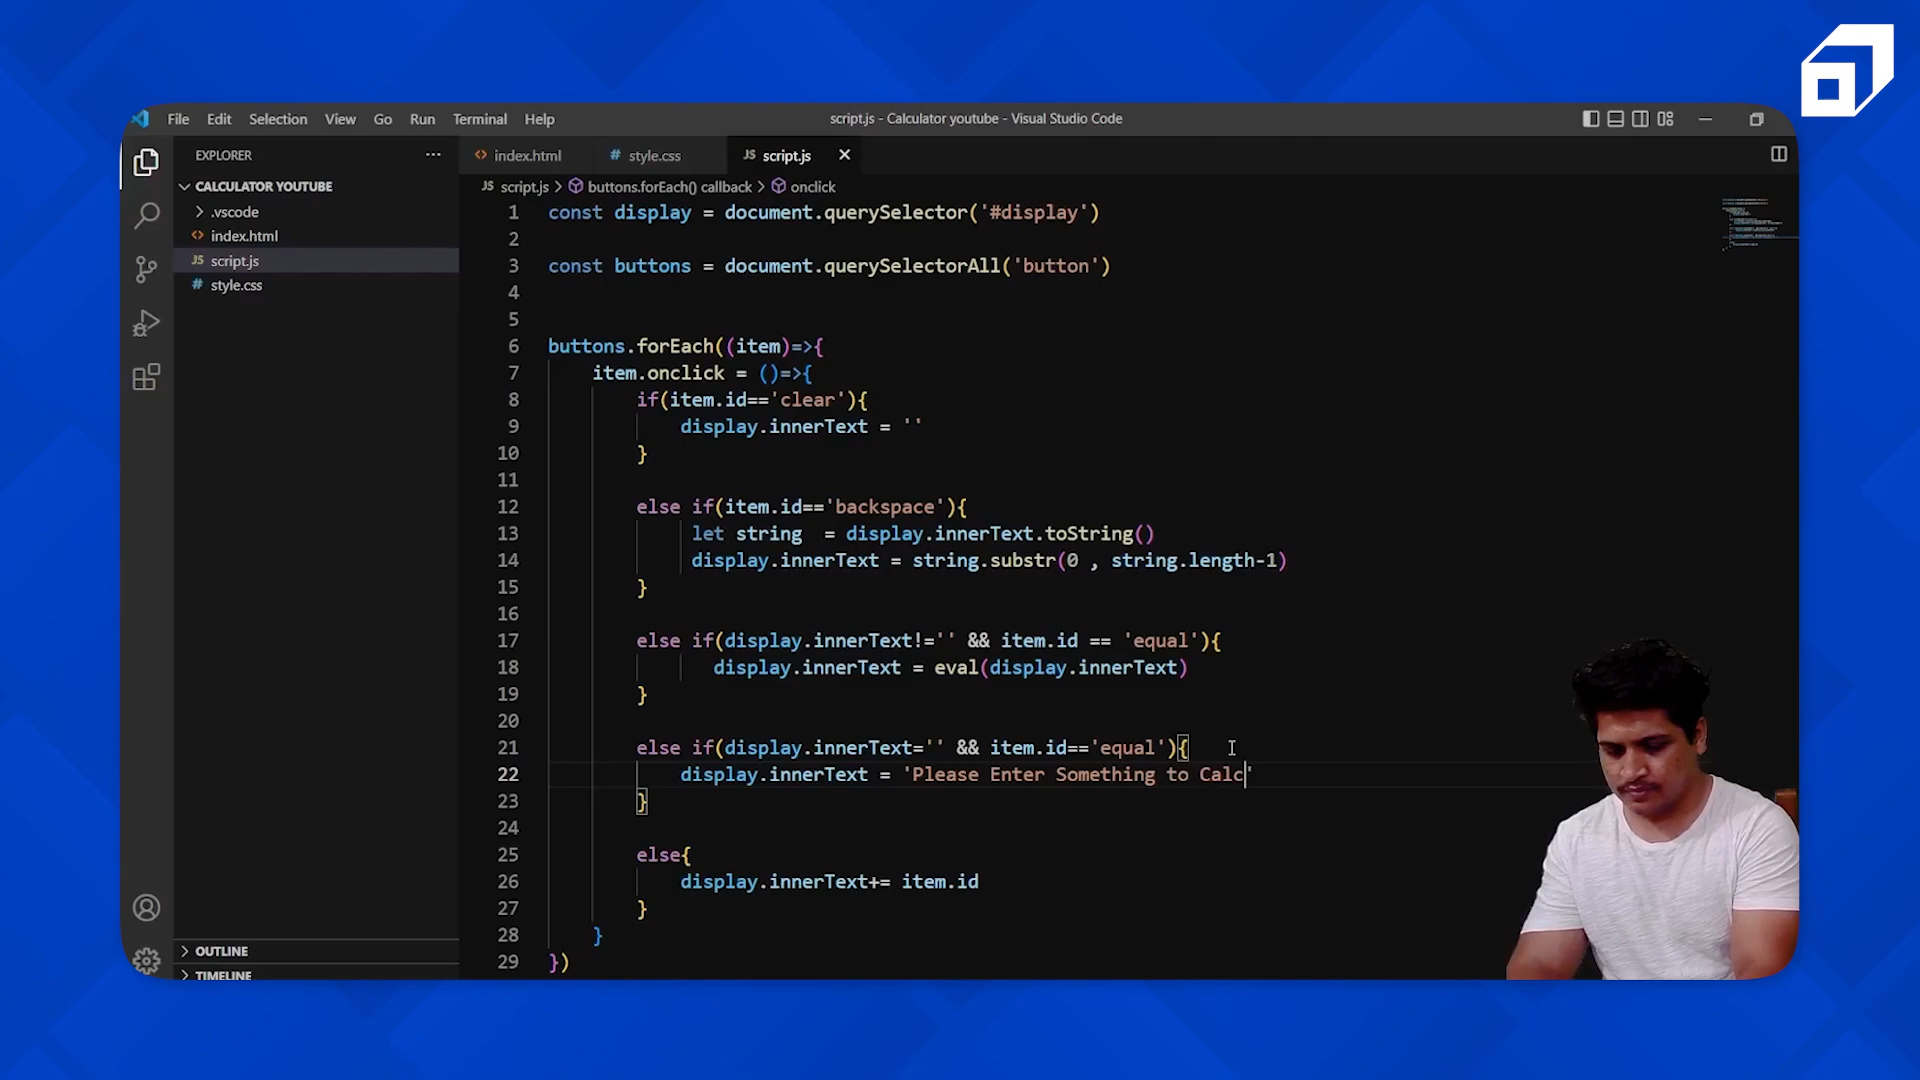 File Edit Selection View Go Run Terminal Help
script.js - Calculator youtube - Visual Studio Code
EXPLORER
index.html
style.css
JS script.js
CALCULATOR YOUTUBE
JS script.js > buttons.forEach() callback > onclick
.vscode
index.html
JS script.js
# style.css
1 const display = document.querySelector('#display')
2
3 const buttons = document.querySelectorAll('button')
4
5
6 buttons.forEach((item)=>{
7 item.onclick = ()=>{
8 if(item.id=='clear'){
9 display.innerText = ''
10 }
11
12 else if(item.id=='backspace'){
13 let string  = display.innerText.toString()
14 display.innerText = string.substr(0 , string.length-1)
15 }
16
17 else if(display.innerText!='' && item.id == 'equal'){
18 display.innerText = eval(display.innerText)
19 }
20
21 else if(display.innerText='' && item.id=='equal'){
22 display.innerText = 'Please Enter Something to Calc'
23 }
24
25 else{
26 display.innerText+= item.id
27 }
28 }
29 })
OUTLINE
TIMELINE